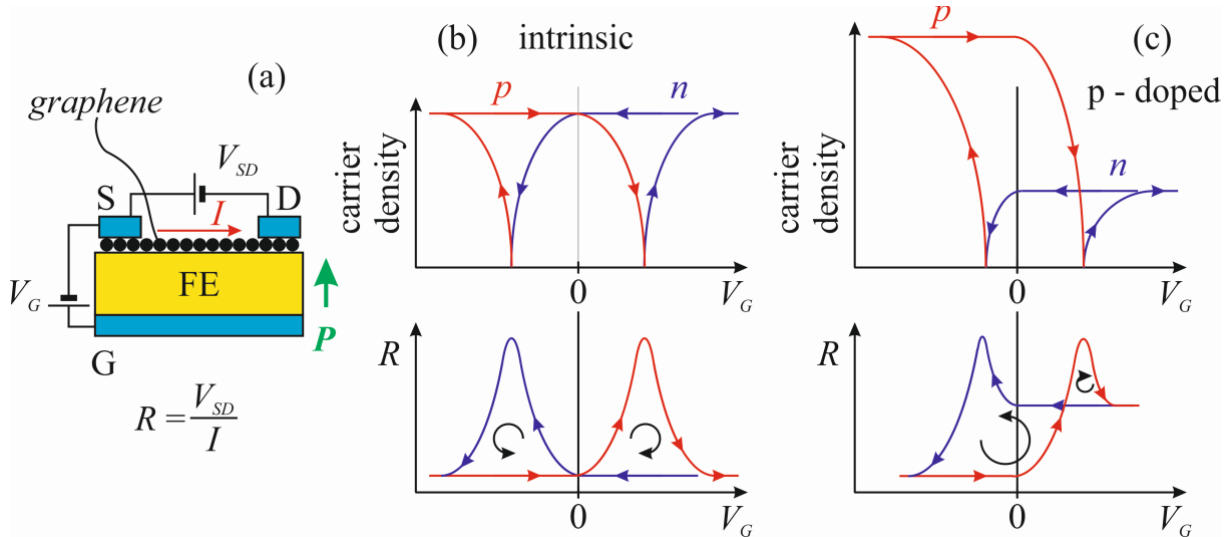 (a)
graphene
V_SD
S
D
I
FE
V_G
P
G
R = V_SD / I
(b)
intrinsic
p
n
carrier
density
0
V_G
R
0
V_G
(c)
p - doped
p
n
carrier
density
0
V_G
R
0
V_G